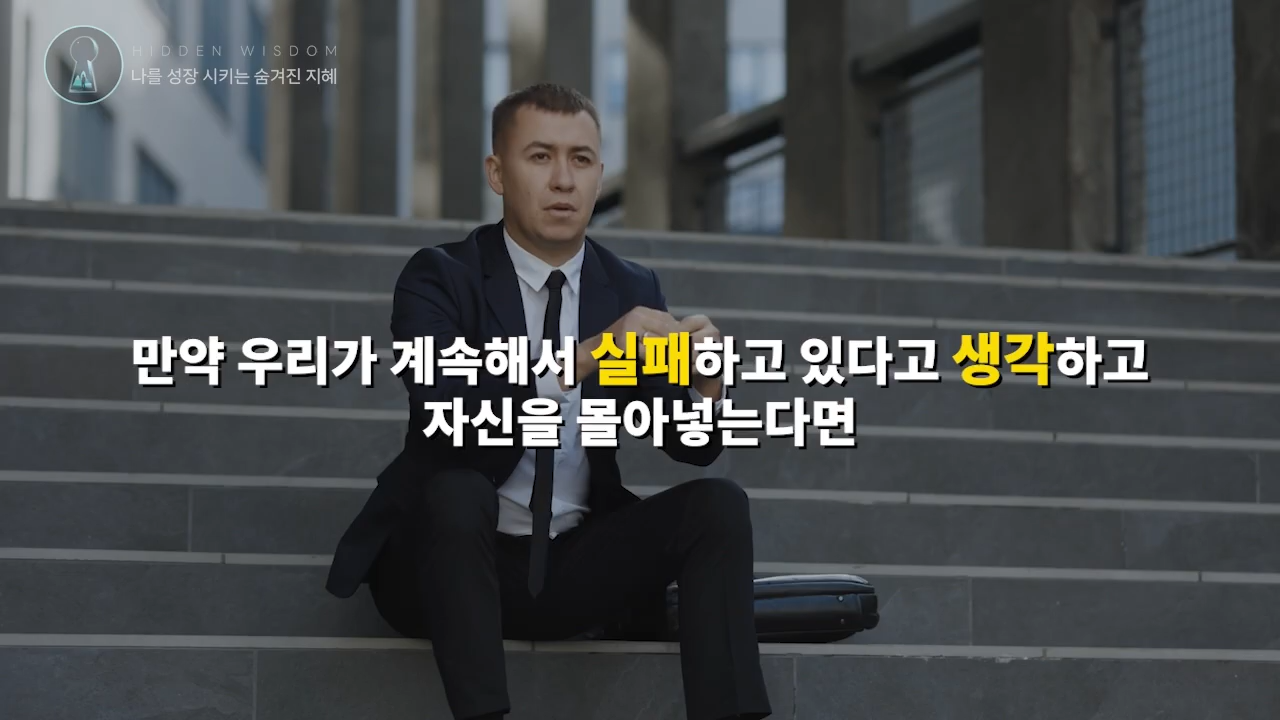 HIDDEN WISDOM
나를 성장 시키는 숨겨진 지혜
만약 우리가 계속해서 실패하고 있다고 생각하고
자신을 몰아넣는다면